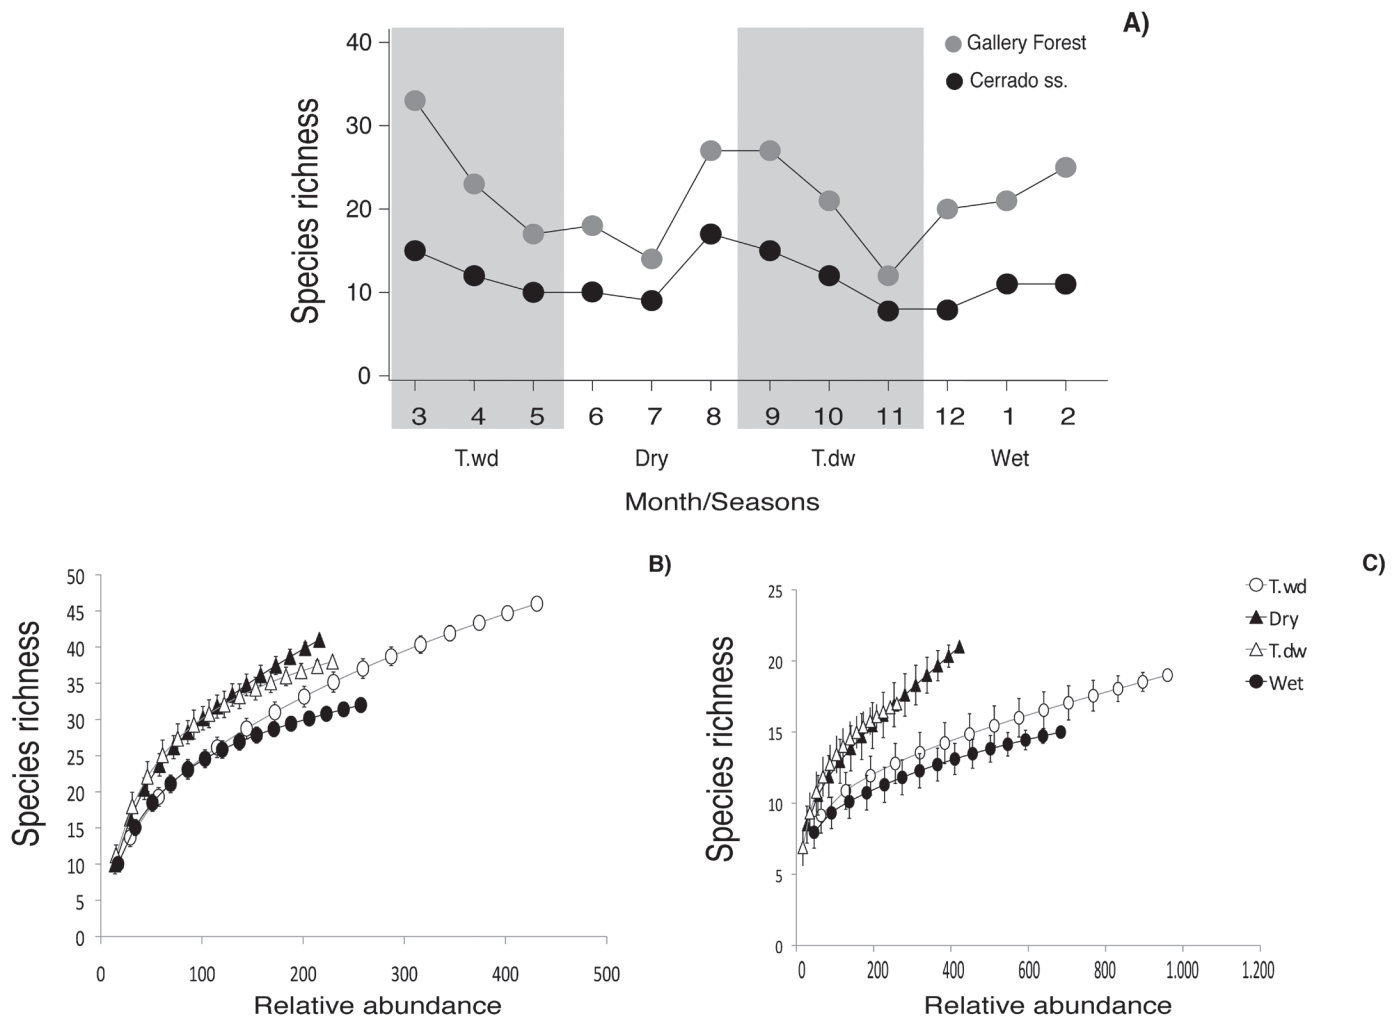 A)
Gallery Forest
Cerrado ss.
Species richness
40
30
20
10
0
3 4 5 6 7 8 9 10 11 12 1 2
T.wd Dry T.dw Wet
Month/Seasons
B)
Species richness
50
45
40
35
30
25
20
15
10
5
0
0 100 200 300 400 500
Relative abundance
C)
T.wd
Dry
T.dw
Wet
Species richness
25
20
15
10
5
0
0 200 400 600 800 1.000 1.200
Relative abundance